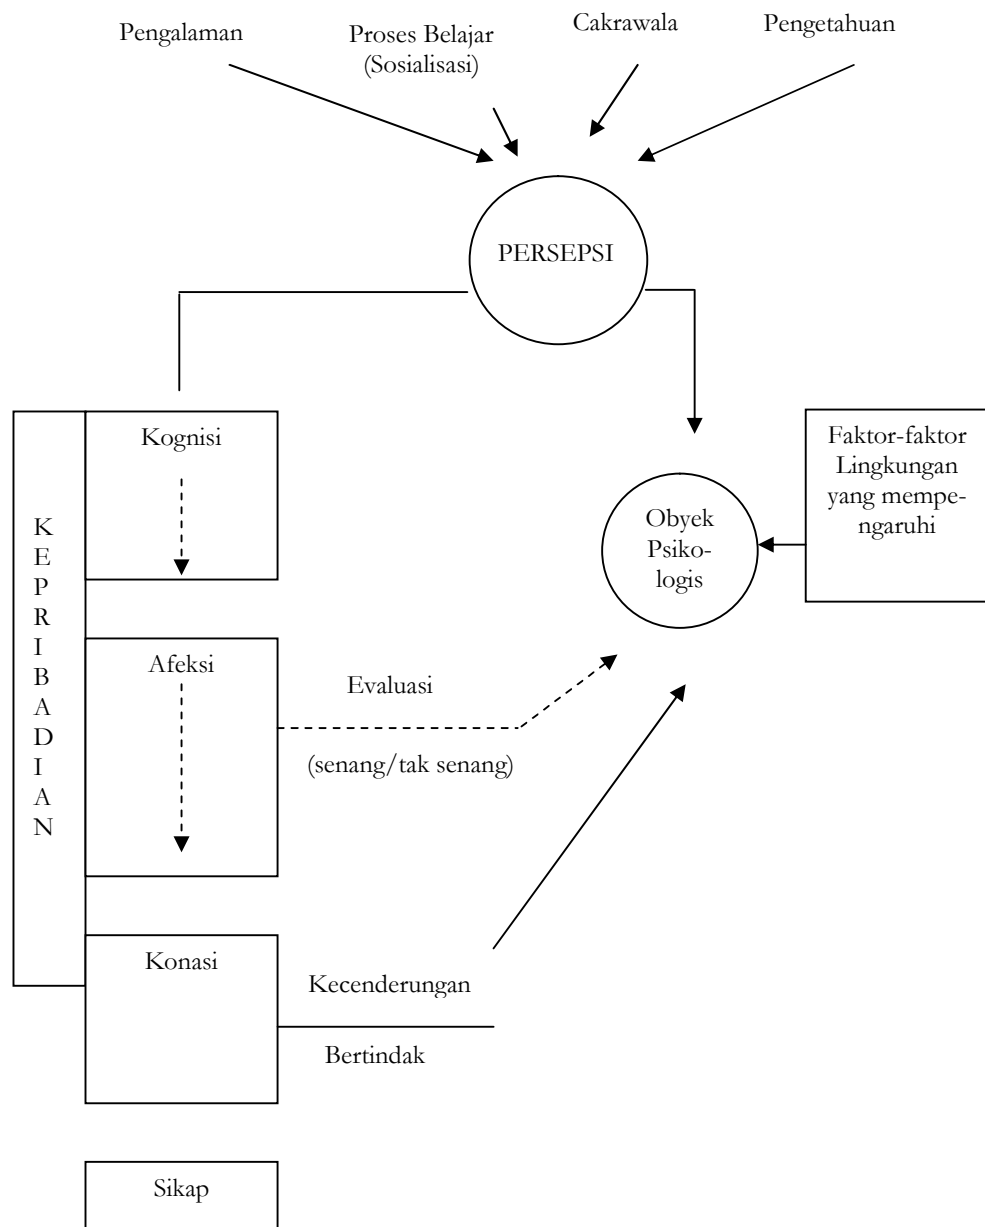 Pengalaman
Proses Belajar
(Sosialisasi)
Cakrawala
Pengetahuan
PERSEPSI
KEPRIBADIAN
Kognisi
Faktor-faktor
Lingkungan
yang mempe-
ngaruhi
Obyek
Psiko-
logis
Afeksi
Evaluasi
(senang/tak senang)
Konasi
Kecenderungan
Bertindak
Sikap